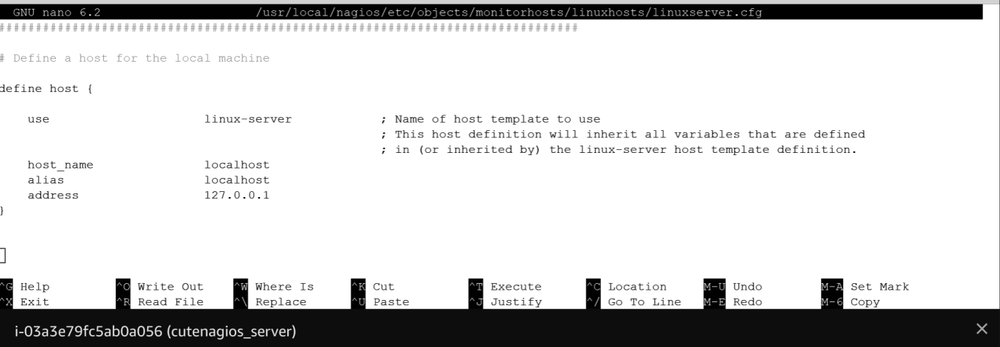 GNU nano 6.2 /usr/local/nagios/etc/objects/monitorhosts/linuxhosts/linuxserver.cfg
###############################################################################
# Define a host for the local machine
define host {
use linux-server ; Name of host template to use
; This host definition will inherit all variables that are defined
; in (or inherited by) the linux-server host template definition.
host_name localhost
alias localhost
address 127.0.0.1
}
^G Help ^O Write Out ^W Where Is ^K Cut ^T Execute ^C Location M-U Undo M-A Set Mark
^X Exit ^R Read File ^\ Replace ^U Paste ^J Justify ^/ Go To Line M-E Redo M-6 Copy
i-03a3e79fc5ab0a056 (cutenagios_server)